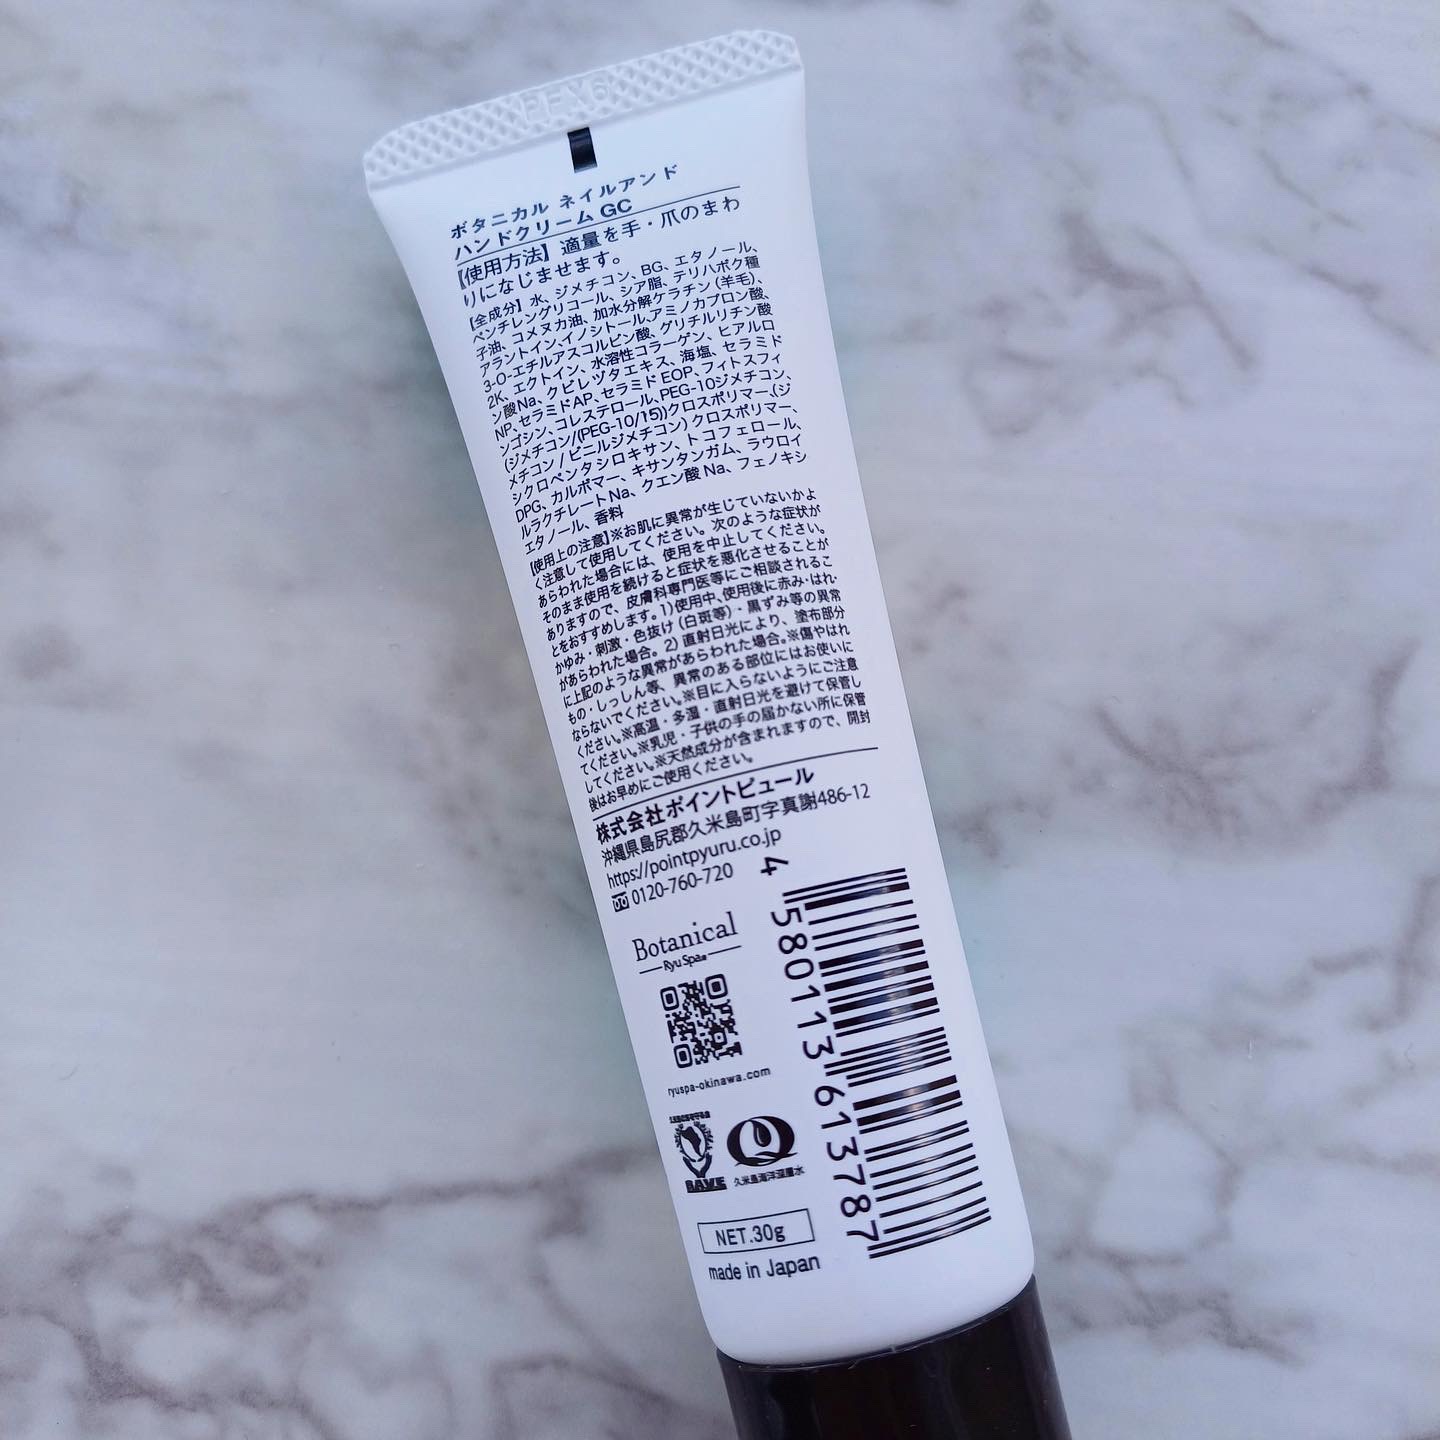 PFX6
ボタニカル ネイルアンド
ハンドクリーム GC
【使用方法】適量を手・爪のまわ
りになじませます。
【全成分】水、ジメチコン、BG、エタノール、
ペンチレングリコール、シア脂、テリハボク種
子油、コメヌカ油、加水分解ケラチン(羊毛)、
アラントイン、イノシトール、アミノカプロン酸、
3-O-エチルアスコルビン酸、グリチルリチン酸
2K、エクトイン、水溶性コラーゲン、ヒアルロ
ン酸Na、クビレヅタエキス、海塩、セラミド
NP、セラミドAP、セラミドEOP、フィトスフィ
ンゴシン、コレステロール、PEG-10ジメチコン、
(ジメチコン/(PEG-10/15))クロスポリマー、(ジ
メチコン/ビニルジメチコン)クロスポリマー、
シクロペンタシロキサン、トコフェロール、
DPG、カルボマー、キサンタンガム、ラウロイ
ルラクチレートNa、クエン酸Na、フェノキシ
エタノール、香料
【使用上の注意】※お肌に異常が生じていないかよ
く注意して使用してください。次のような症状が
あらわれた場合には、使用を中止してください。
そのまま使用を続けると症状を悪化させることが
ありますので、皮膚科専門医等にご相談されるこ
とをおすすめします。1)使用中、使用後に赤み・はれ・
かゆみ・刺激・色抜け(白斑等)・黒ずみ等の異常
があらわれた場合。2)直射日光により、塗布部分
に上記のような異常があらわれた場合。※傷やはれ
もの・しっしん等、異常のある部位にはお使いに
ならないでください。※目に入らないようにご注意
ください。※高温・多湿・直射日光を避けて保管し
てください。※乳児・子供の手の届かない所に保管
してください。※天然成分が含まれますので、開封
後はお早めにご使用ください。
株式会社ポイントピュール
沖縄県島尻郡久米島町字真謝486-12
https://pointpyuru.co.jp
0120-760-720
Botanical
Ryu Spa
ryuspa-okinawa.com
久米島海洋深層水
NET.30g
made in Japan
4 580113 613787